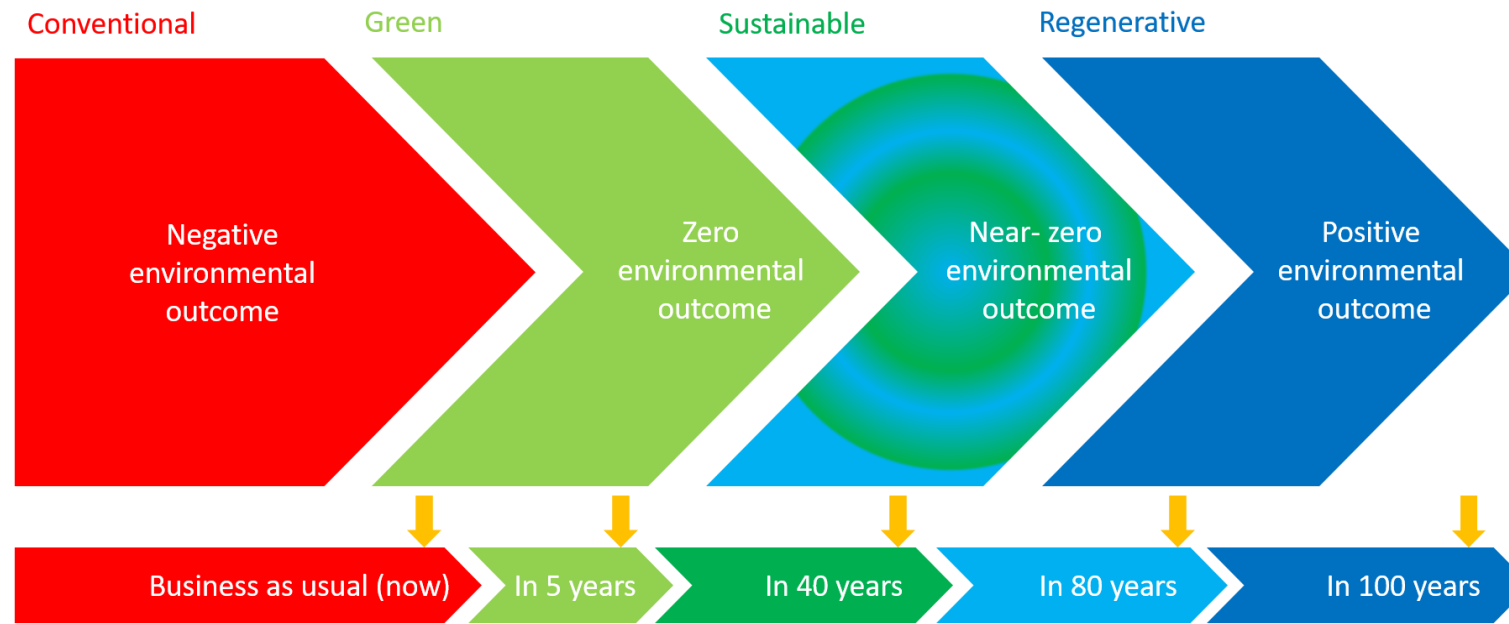 Conventional
Green
Sustainable
Regenerative
Negative
environmental
outcome
Zero
environmental
outcome
Near- zero
environmental
outcome
Positive
environmental
outcome
Business as usual (now)
In 5 years
In 40 years
In 80 years
In 100 years